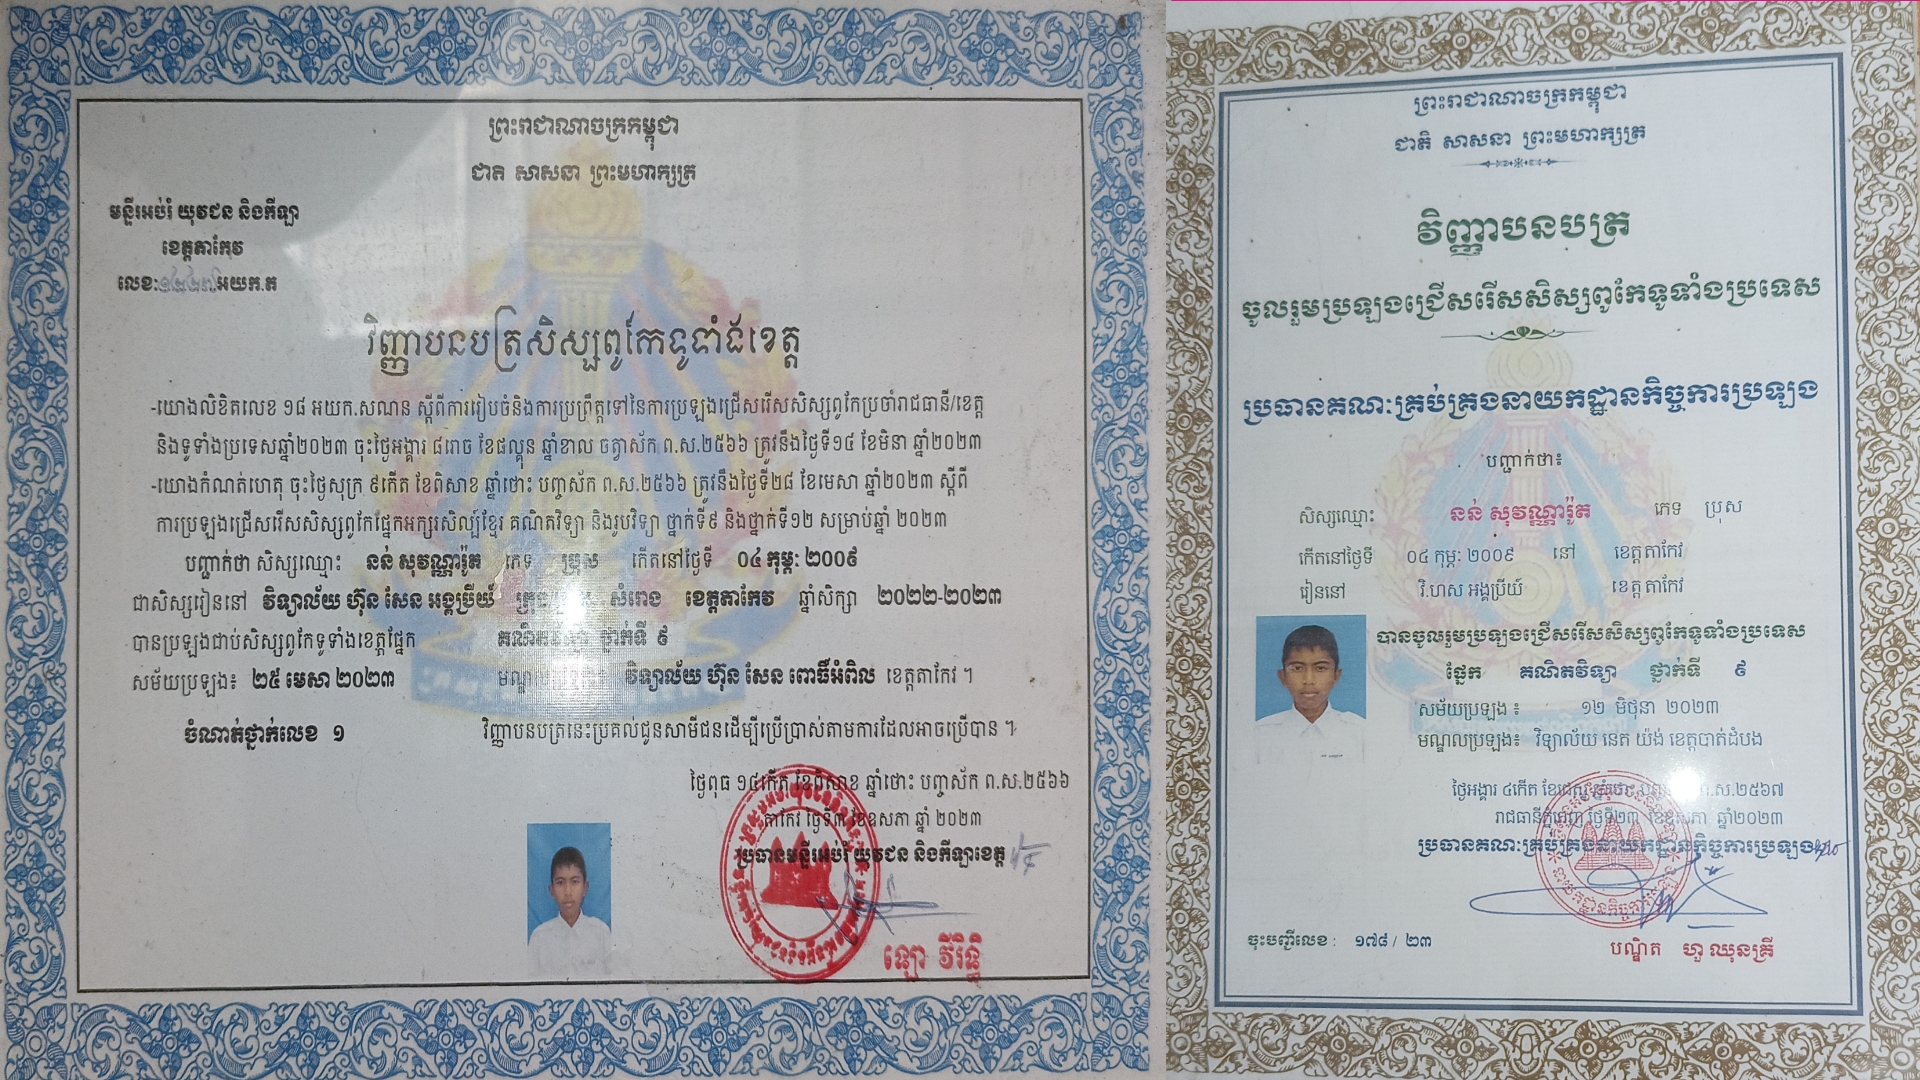 ព្រះរាជាណាចក្រកម្ពុជា
ជាតិ សាសនា ព្រះមហាក្សត្រ
មន្ទីរអប់រំ យុវជន និងកីឡា
ខេត្តតាកែវ
លេខ: អយក.ត
វិញ្ញាបនបត្រសិស្សពូកែទូទាំងខេត្ត
-យោងលិខិតលេខ ១៨ អយក.សណន ស្តីពីការរៀបចំនិងការប្រព្រឹត្តទៅនៃការប្រឡងជ្រើសរើសសិស្សពូកែប្រចាំរាជធានី/ខេត្ត
និងទូទាំងប្រទេសឆ្នាំ២០២៣ ចុះថ្ងៃអង្គារ ៨រោច ខែផល្គុន ឆ្នាំខាល ចត្វាស័ក ព.ស.២៥៦៦ ត្រូវនឹងថ្ងៃទី១៤ ខែមិនា ឆ្នាំ២០២៣
-យោងកំណត់ហេតុ ចុះថ្ងៃសុក្រ ៩កើត ខែពិសាខ ឆ្នាំថោះ បញ្ចស័ក ព.ស.២៥៦៦ ត្រូវនឹងថ្ងៃទី២៨ ខែមេសា ឆ្នាំ២០២៣ ស្តីពី
ការប្រឡងជ្រើសរើសសិស្សពូកែផ្នែកអក្សរសិល្ប៍ខ្មែរ គណិតវិទ្យា និងរូបវិទ្យា ថ្នាក់ទី៩ និងថ្នាក់ទី១២ សម្រាប់ឆ្នាំ ២០២៣
បញ្ជាក់ថា សិស្សឈ្មោះ នន់ សុវណ្ណារ៉ូត ភេទ ប្រុស កើតនៅថ្ងៃទី ០៤ កុម្ភៈ ២០០៩
ជាសិស្សរៀននៅ វិទ្យាល័យ ហ៊ុន សែន អង្គប្រីយ៍ សំរោង ខេត្តតាកែវ ឆ្នាំសិក្សា ២០២២-២០២៣
បានប្រឡងជាប់សិស្សពូកែទូទាំងខេត្តផ្នែក គណិតវិទ្យា ថ្នាក់ទី ៩
សម័យប្រឡង៖ ២៥ មេសា ២០២៣ វិទ្យាល័យ ហ៊ុន សែន ពោធិ៍អំពិល ខេត្តតាកែវ ។
ចំណាត់ថ្នាក់លេខ ១ វិញ្ញាបនបត្រនេះប្រគល់ជូនសាមីជនដើម្បីប្រើប្រាស់តាមការដែលអាចប្រើបាន ។
ថ្ងៃពុធ ១៤កើត ខែពិសាខ ឆ្នាំថោះ បញ្ចស័ក ព.ស.២៥៦៦
តាកែវ ថ្ងៃទី៣ ខែឧសភា ឆ្នាំ ២០២៣
ប្រធានមន្ទីរអប់រំ យុវជន និងកីឡាខេត្ត
ឡោ វីរិទ្ធិ
ព្រះរាជាណាចក្រកម្ពុជា
ជាតិ សាសនា ព្រះមហាក្សត្រ
វិញ្ញាបនបត្រ
ចូលរួមប្រឡងជ្រើសរើសសិស្សពូកែទូទាំងប្រទេស
ប្រធានគណៈគ្រប់គ្រងនាយកដ្ឋានកិច្ចការប្រឡង
បញ្ជាក់ថា៖
សិស្សឈ្មោះ នន់ សុវណ្ណារ៉ូត ភេទ ប្រុស
កើតនៅថ្ងៃទី ០៤ កុម្ភៈ ២០០៩ នៅ ខេត្តតាកែវ
រៀននៅ វិ.ហស អង្គប្រីយ៍ ខេត្តតាកែវ
បានចូលរួមប្រឡងជ្រើសរើសសិស្សពូកែទូទាំងប្រទេស
ផ្នែក គណិតវិទ្យា ថ្នាក់ទី ៩
សម័យប្រឡង ៖ ១២ មិថុនា ២០២៣
មណ្ឌលប្រឡង៖ វិទ្យាល័យ នេត យ៉ង់ ខេត្តបាត់ដំបង
ថ្ងៃអង្គារ ៤កើត ព.ស.២៥៦៧
រាជធានីភ្នំពេញ ថ្ងៃទី២៣ ខែឧសភា ឆ្នាំ២០២៣
ប្រធានគណៈគ្រប់គ្រងនាយកដ្ឋានកិច្ចការប្រឡង
ចុះបញ្ជីលេខ : ១៧៨/ ២៣
បណ្ឌិត ហួ ឈុនត្រី